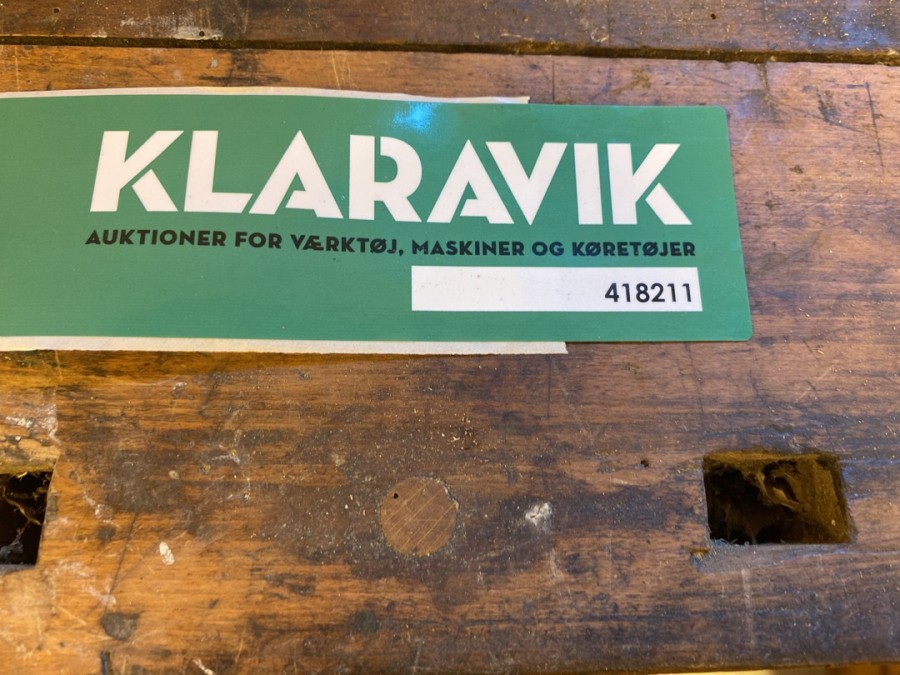 KLARAVIK
AUKTIONER FOR VÆRKTØJ, MASKINER OG KØRETØJER
418211